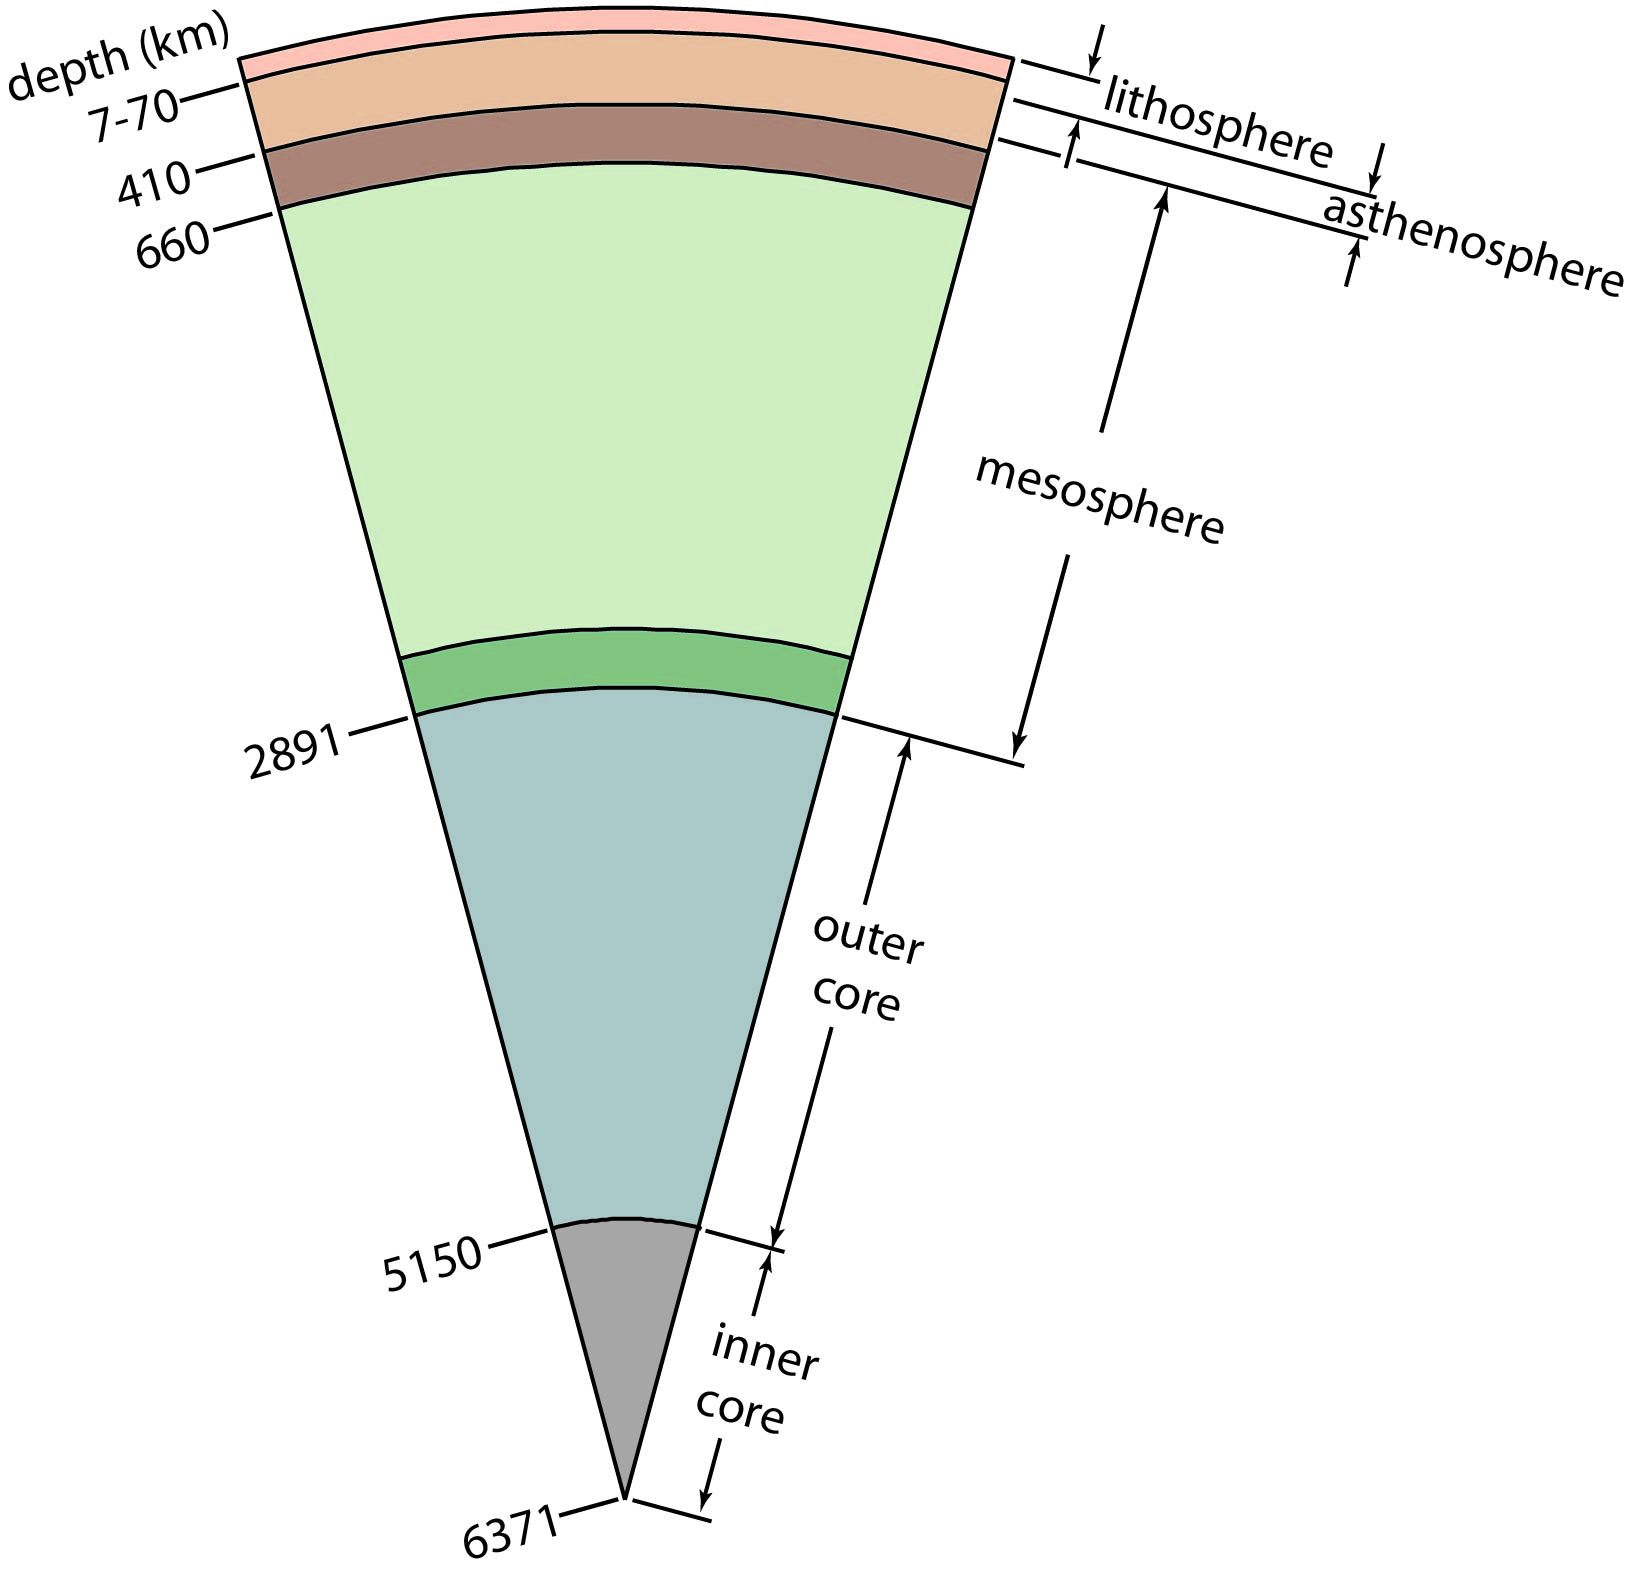 depth (km)
7-70
410
660
2891
5150
6371
lithosphere
asthenosphere
mesosphere
outer
core
inner
core